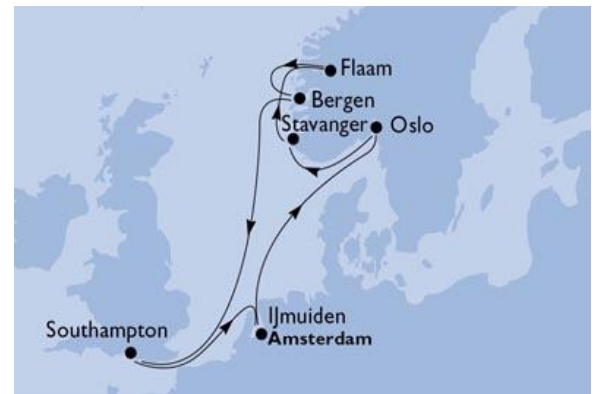 Flaam
Bergen
Stavanger
Oslo
IJmuiden
Amsterdam
Southampton